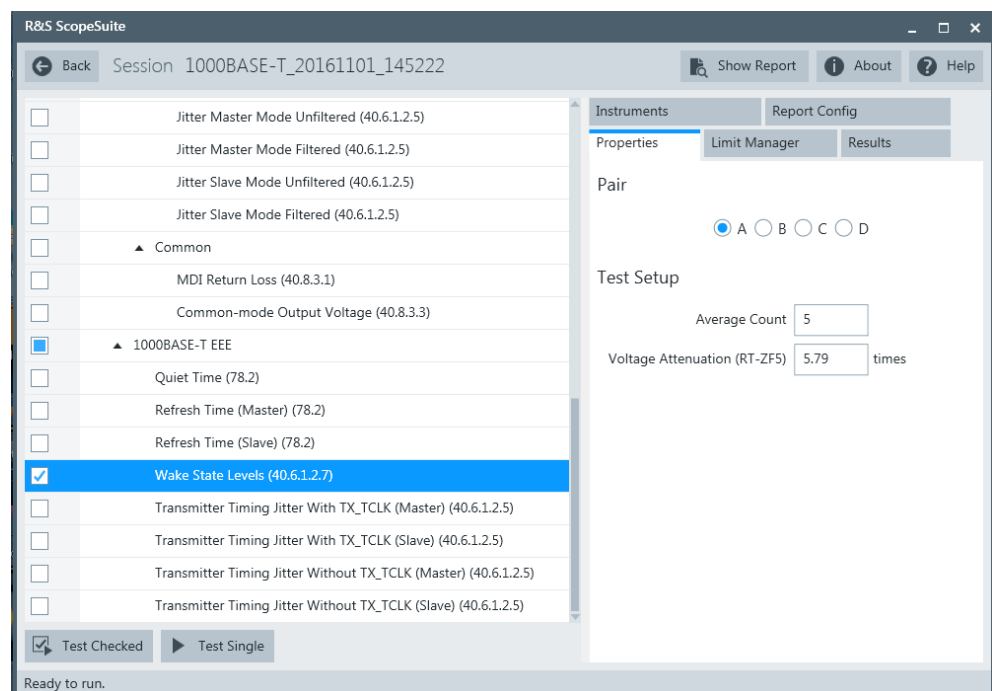 R&S ScopeSuite
Back Session 1000BASE-T_20161101_145222 Show Report About Help
Jitter Master Mode Unfiltered (40.6.1.2.5)
Jitter Master Mode Filtered (40.6.1.2.5)
Jitter Slave Mode Unfiltered (40.6.1.2.5)
Jitter Slave Mode Filtered (40.6.1.2.5)
Common
MDI Return Loss (40.8.3.1)
Common-mode Output Voltage (40.8.3.3)
1000BASE-T EEE
Quiet Time (78.2)
Refresh Time (Master) (78.2)
Refresh Time (Slave) (78.2)
Wake State Levels (40.6.1.2.7)
Transmitter Timing Jitter With TX_TCLK (Master) (40.6.1.2.5)
Transmitter Timing Jitter With TX_TCLK (Slave) (40.6.1.2.5)
Transmitter Timing Jitter Without TX_TCLK (Master) (40.6.1.2.5)
Transmitter Timing Jitter Without TX_TCLK (Slave) (40.6.1.2.5)
Test Checked Test Single
Instruments Report Config
Properties Limit Manager Results
Pair
A B C D
Test Setup
Average Count 5
Voltage Attenuation (RT-ZF5) 5.79 times
Ready to run.